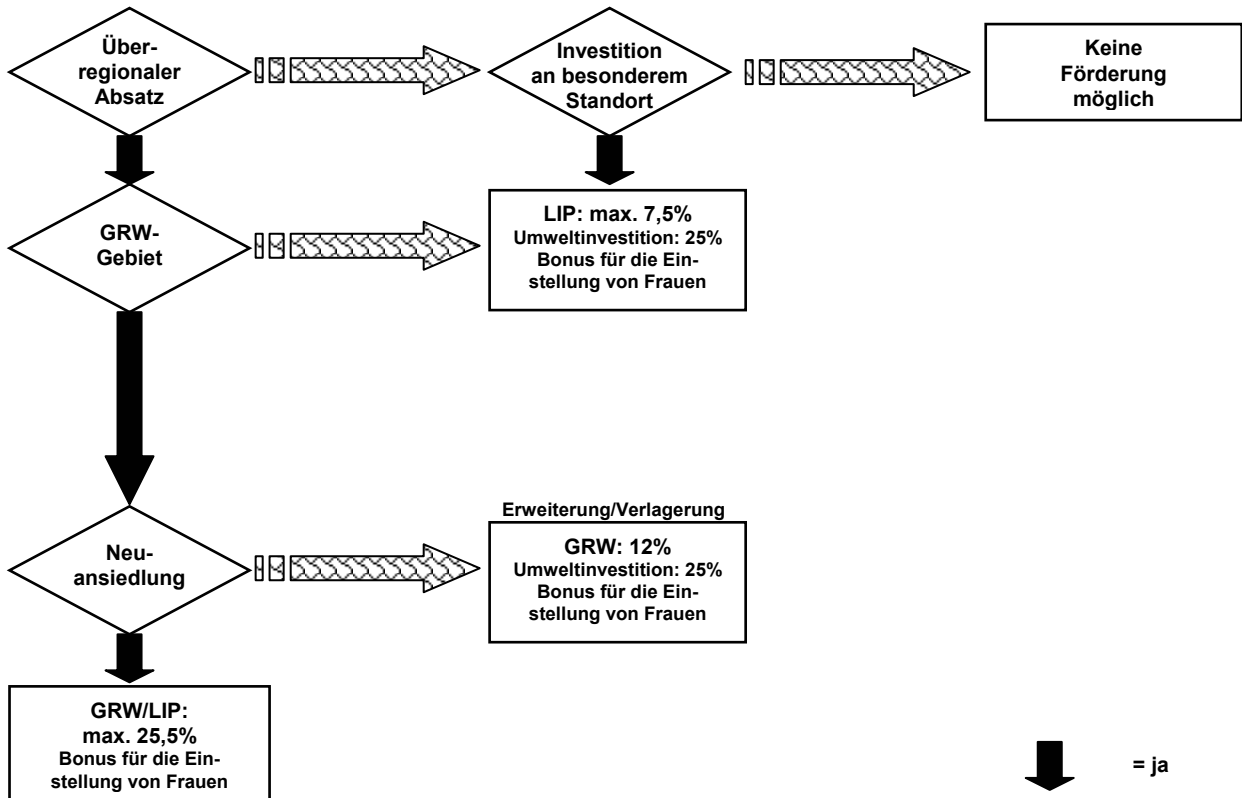 Über-
regionaler
Absatz
Investition
an besonderem
Standort
Keine
Förderung
möglich
GRW-
Gebiet
LIP: max. 7,5%
Umweltinvestition: 25%
Bonus für die Ein-
stellung von Frauen
Neu-
ansiedlung
Erweiterung/Verlagerung
GRW: 12%
Umweltinvestition: 25%
Bonus für die Ein-
stellung von Frauen
GRW/LIP:
max. 25,5%
Bonus für die Ein-
stellung von Frauen
= ja